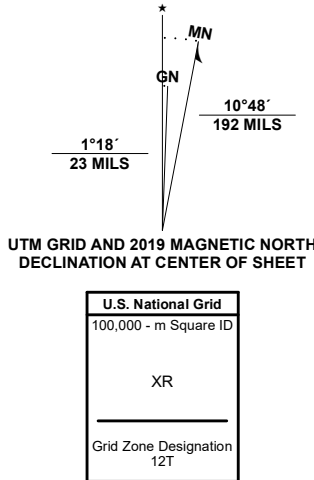 ★
MN
GN
1°18´
23 MILS
10°48´
192 MILS
UTM GRID AND 2019 MAGNETIC NORTH
DECLINATION AT CENTER OF SHEET
U.S. National Grid
100,000 - m Square ID
XR
Grid Zone Designation
12T